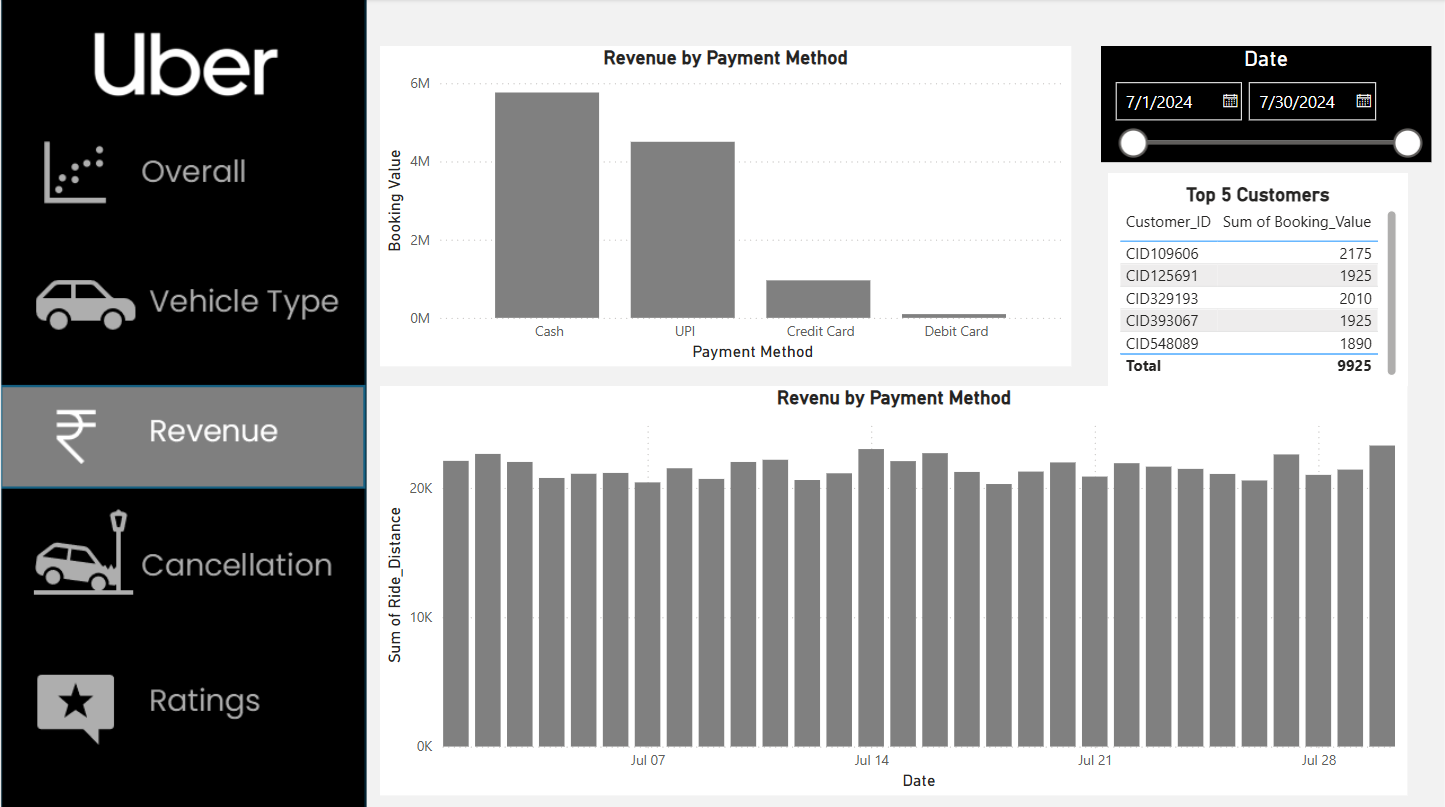 Uber
Overall
Vehicle Type
Revenue
Cancellation
Ratings
Revenue by Payment Method
Booking Value
6M
4M
2M
0M
Cash UPI Credit Card Debit Card
Payment Method
Date
7/1/2024 7/30/2024
Top 5 Customers
Customer_ID Sum of Booking_Value
CID109606 2175
CID125691 1925
CID329193 2010
CID393067 1925
CID548089 1890
Total 9925
Revenu by Payment Method
Sum of Ride_Distance
20K
10K
0K
Jul 07 Jul 14 Jul 21 Jul 28
Date